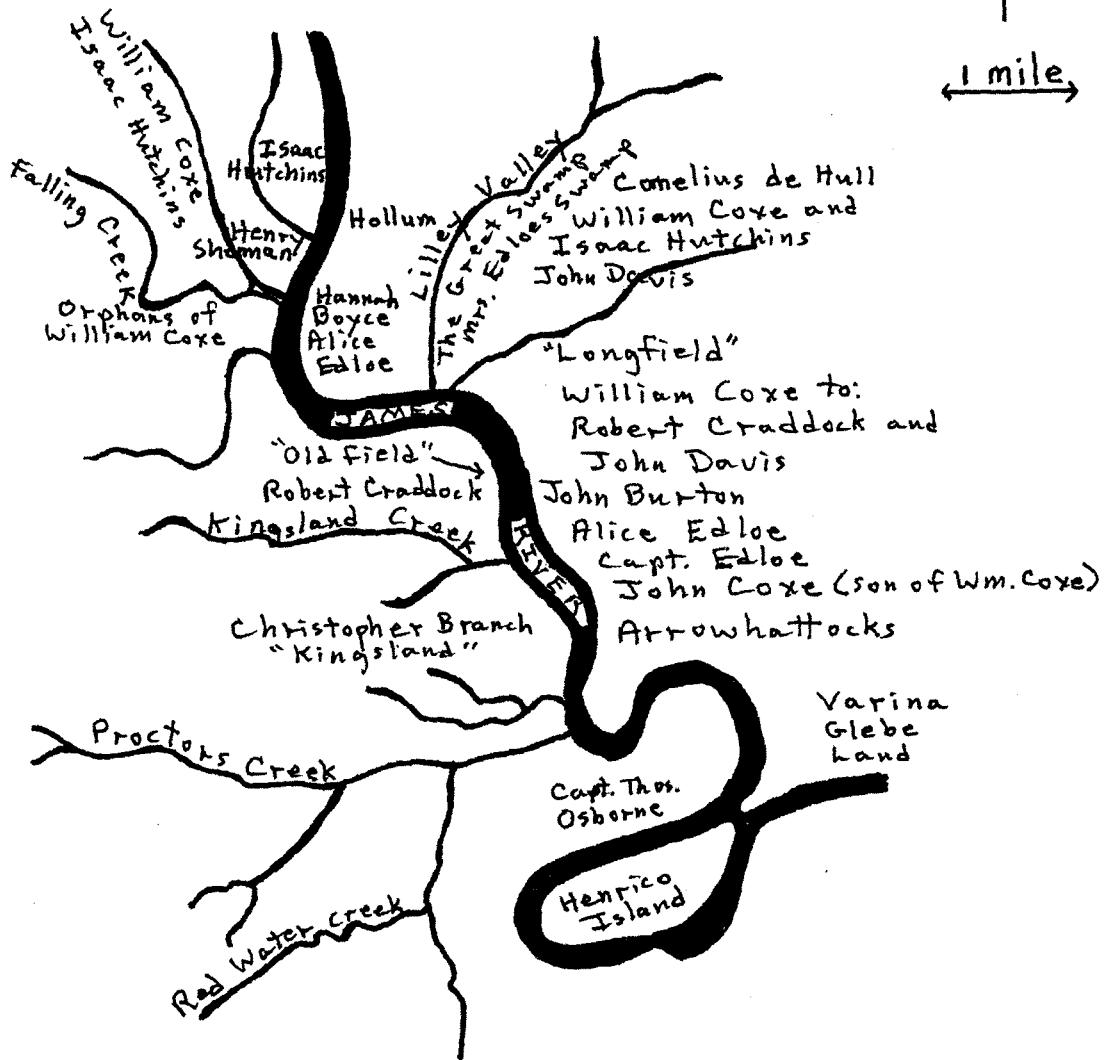 1 mile
William Coxe
Isaac Hutchins
Isaac
Hutchins
Falling Creek
Henry
Shoman
Hollum
Lilley Valley
The Great Swamp
Mrs. Edloes Swamp
Cornelius de Hull
William Coxe and
Isaac Hutchins
John Davis
Orphans of
William Coxe
Hannah
Boyce
Alice
Edloe
JAMES
RIVER
"Longfield"
William Coxe to:
Robert Craddock and
John Davis
"Old Field"
Robert Craddock
John Burton
Kingsland Creek
Alice Edloe
Capt. Edloe
John Coxe (son of Wm. Coxe)
Christopher Branch
"Kingsland"
Arrowhattocks
Varina
Glebe
Land
Proctors Creek
Capt. Thos.
Osborne
Henrico
Island
Red Water Creek